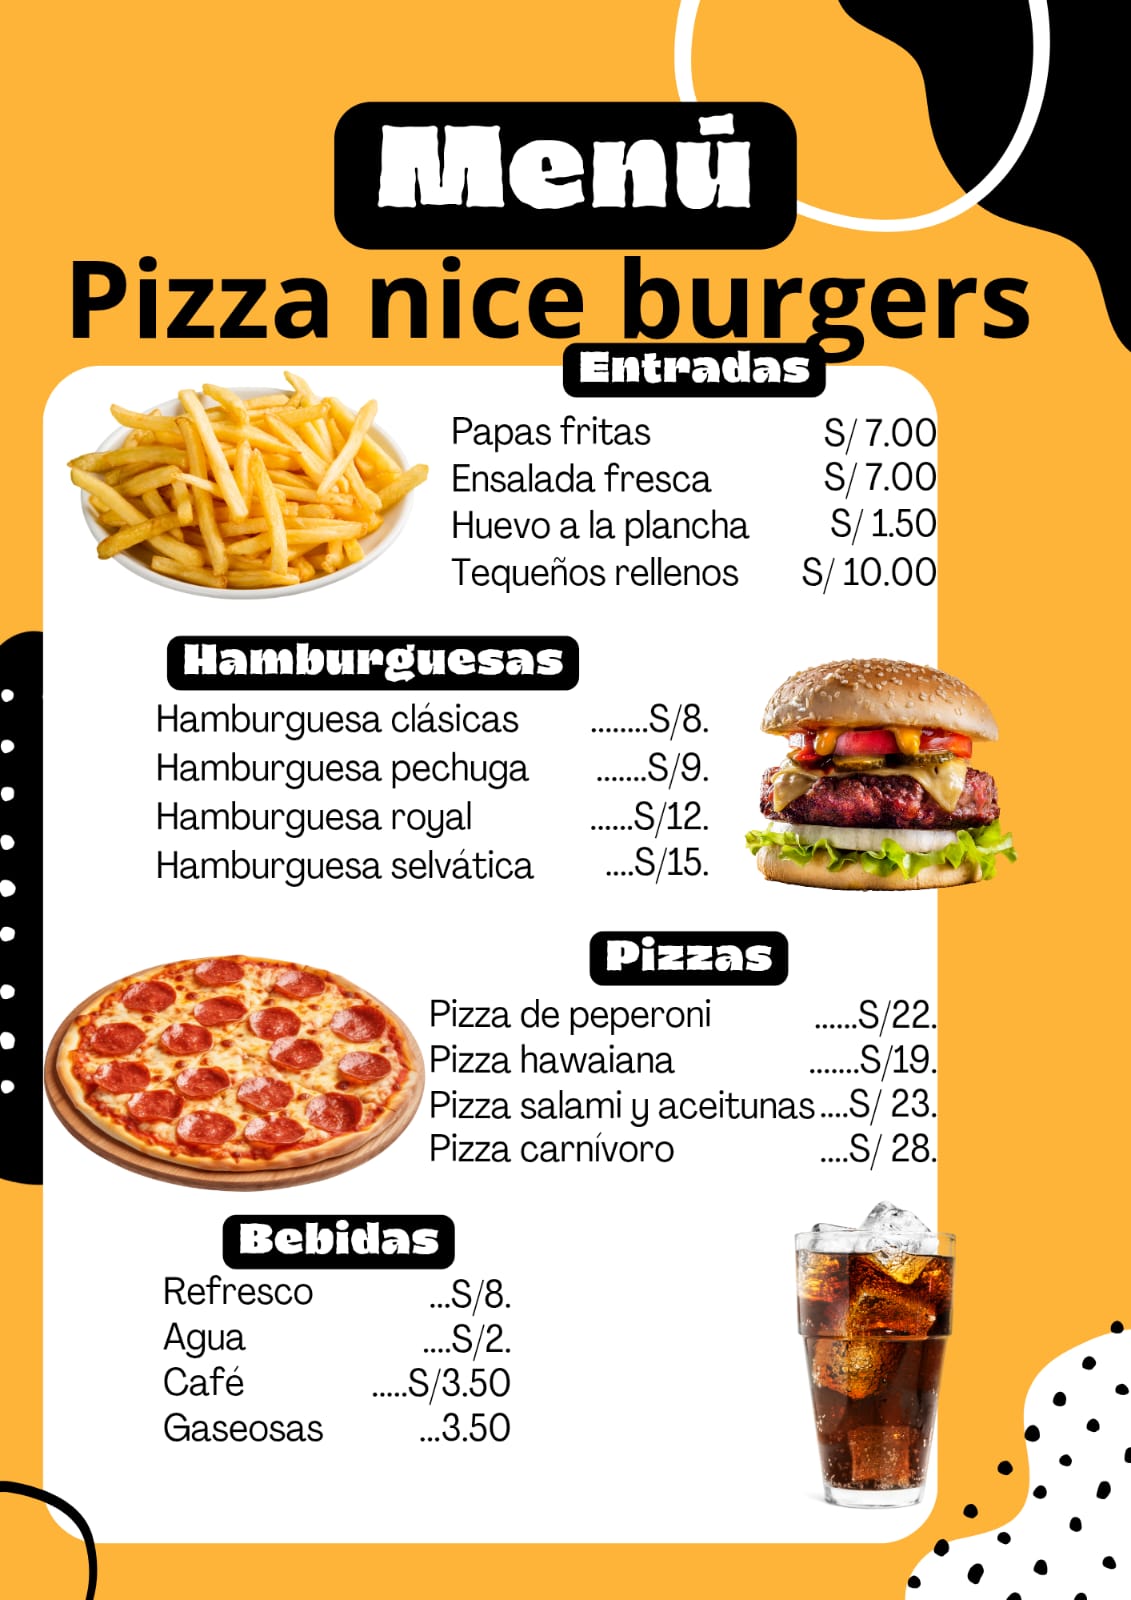 Menú
Pizza nice burgers
Entradas
Papas fritas S/ 7.00
Ensalada fresca S/ 7.00
Huevo a la plancha S/ 1.50
Tequeños rellenos S/ 10.00
Hamburguesas
Hamburguesa clásicas ........S/8.
Hamburguesa pechuga .......S/9.
Hamburguesa royal ......S/12.
Hamburguesa selvática ....S/15.
Pizzas
Pizza de peperoni ......S/22.
Pizza hawaiana .......S/19.
Pizza salami y aceitunas....S/ 23.
Pizza carnívoro ....S/ 28.
Bebidas
Refresco ...S/8.
Agua ....S/2.
Café .....S/3.50
Gaseosas ...3.50